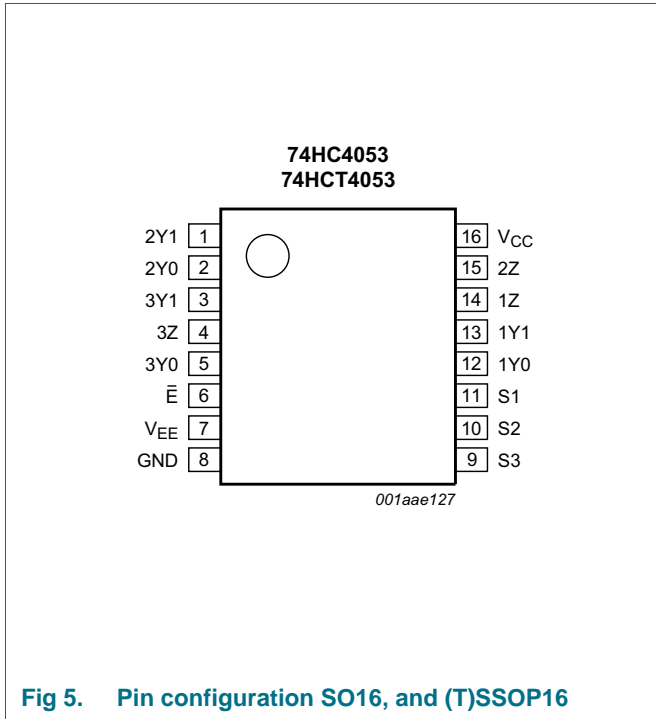 74HC4053
74HCT4053
2Y1 1 16 VCC
2Y0 2 15 2Z
3Y1 3 14 1Z
3Z 4 13 1Y1
3Y0 5 12 1Y0
E̅ 6 11 S1
VEE 7 10 S2
GND 8 9 S3
001aae127
Fig 5. Pin configuration SO16, and (T)SSOP16